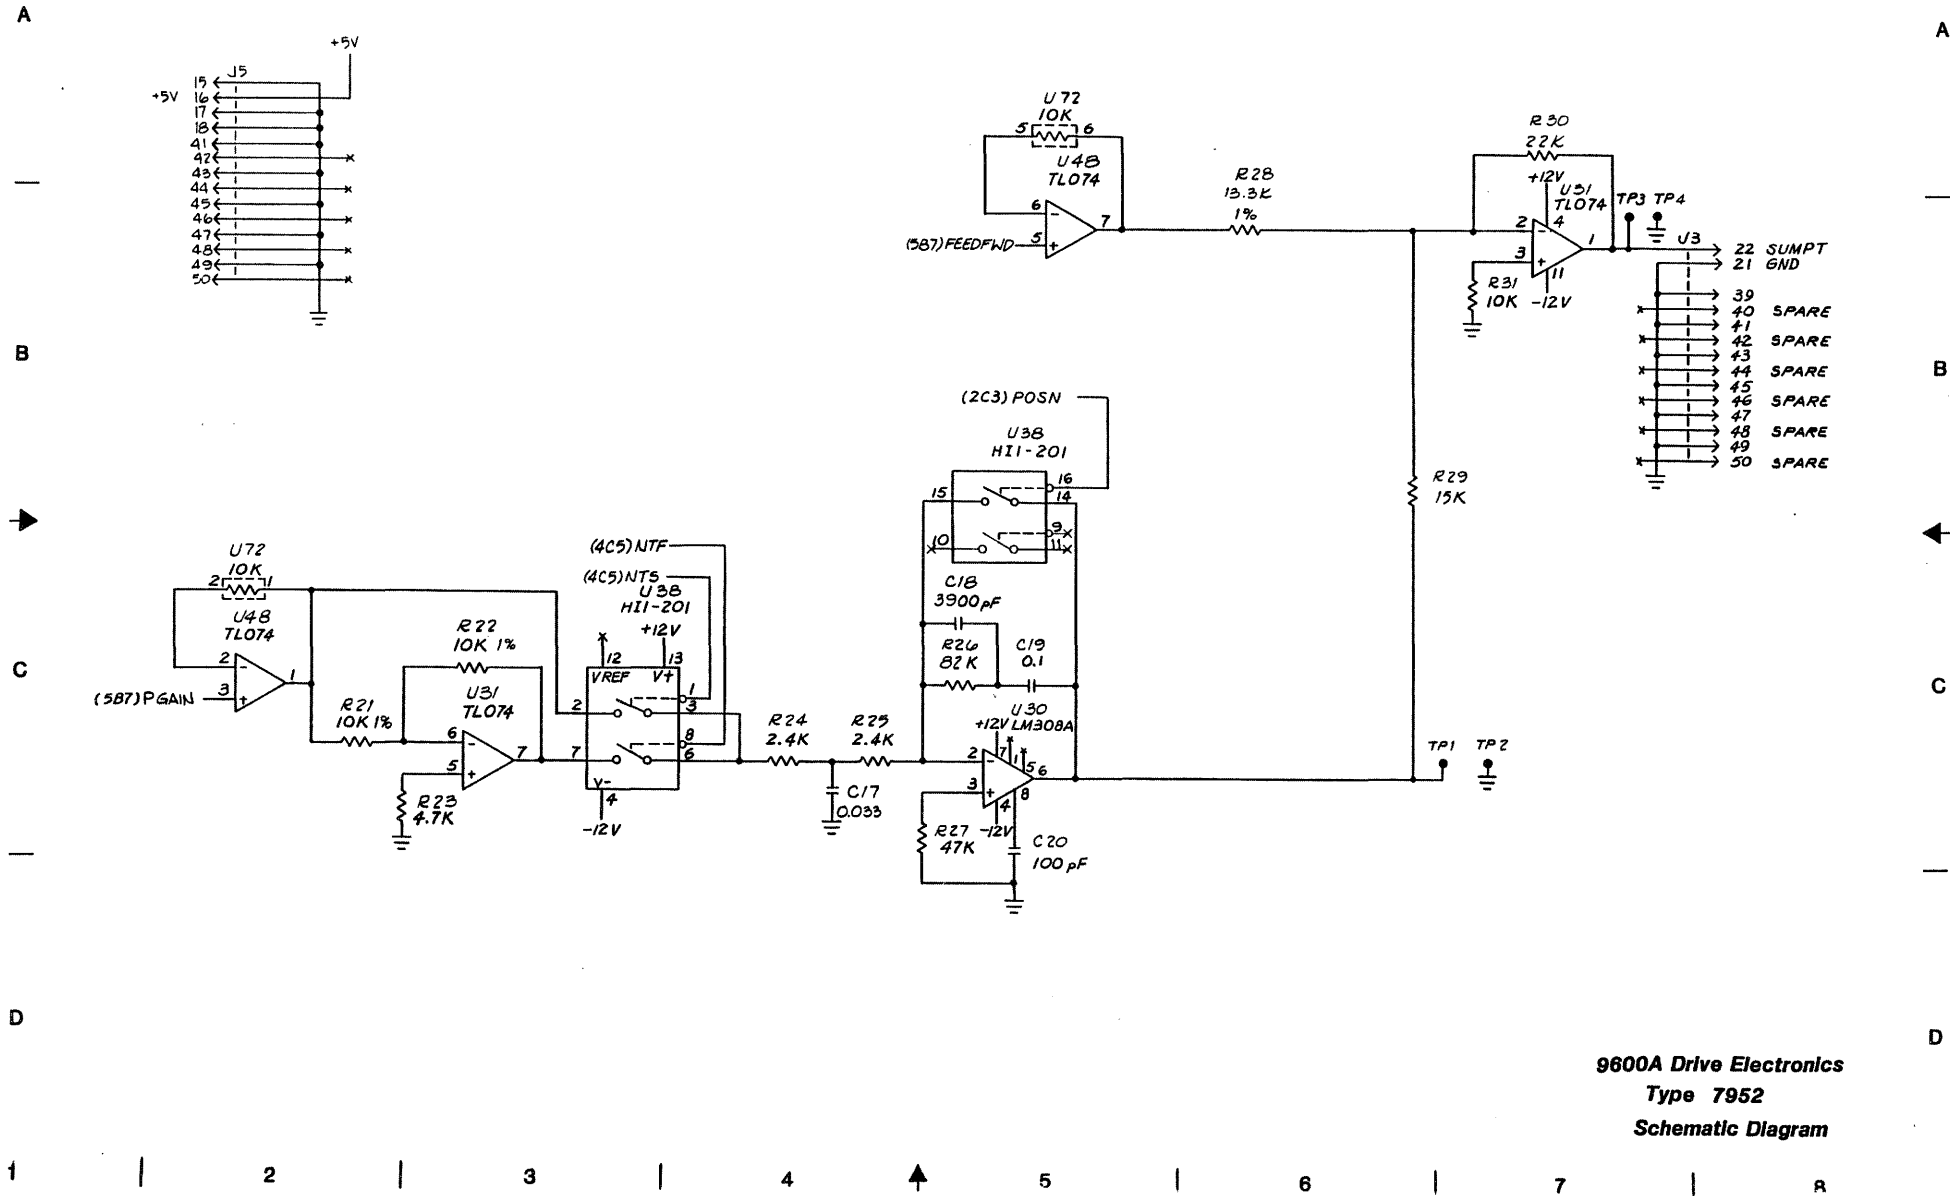 A
A
+5V
J5
15
+5V 16
17
18
41
42
43
44
45
46
47
48
49
50
U72
10K
5 6
U48
TL074
6
-
7
(5B7)FEEDFWD 5
+
R28
13.3K
1%
R30
22K
+12V
U31
TL074
4
2
-
1
3
+
11
-12V
R31
10K
TP3 TP4
J3
22 SUMPT
21 GND
39
40 SPARE
41
42 SPARE
43
44 SPARE
45
46 SPARE
47
48 SPARE
49
50 SPARE
B
B
(2C3)POSN
U38
HI1-201
15
16
14
10
9
11
R29
15K
(4C5)NTF
(4C5)NTS
U38
HI1-201
+12V
12
13
VREF V+
2
1
3
8
7
6
V-
4
-12V
U72
10K
2 1
U48
TL074
2
-
1
(5B7)PGAIN 3
+
R21
10K 1%
R22
10K 1%
U31
TL074
6
-
7
5
+
R23
4.7K
C18
3900pF
R26
82K
C19
0.1
U30
+12V LM308A
7
1
5
2
-
6
3
+
4
8
-12V
R24
2.4K
R25
2.4K
C17
0.033
R27
47K
C20
100pF
TP1 TP2
C
C
D
D
9600A Drive Electronics
Type 7952
Schematic Diagram
1 2 3 4 5 6 7 8